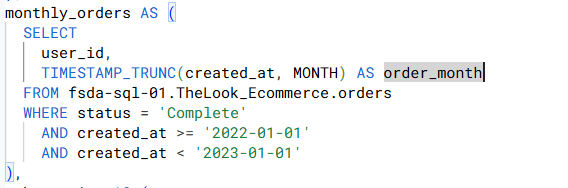 monthly_orders AS (
SELECT
user_id,
TIMESTAMP_TRUNC(created_at, MONTH) AS order_month
FROM fsda-sql-01.TheLook_Ecommerce.orders
WHERE status = 'Complete'
AND created_at >= '2022-01-01'
AND created_at < '2023-01-01'
),